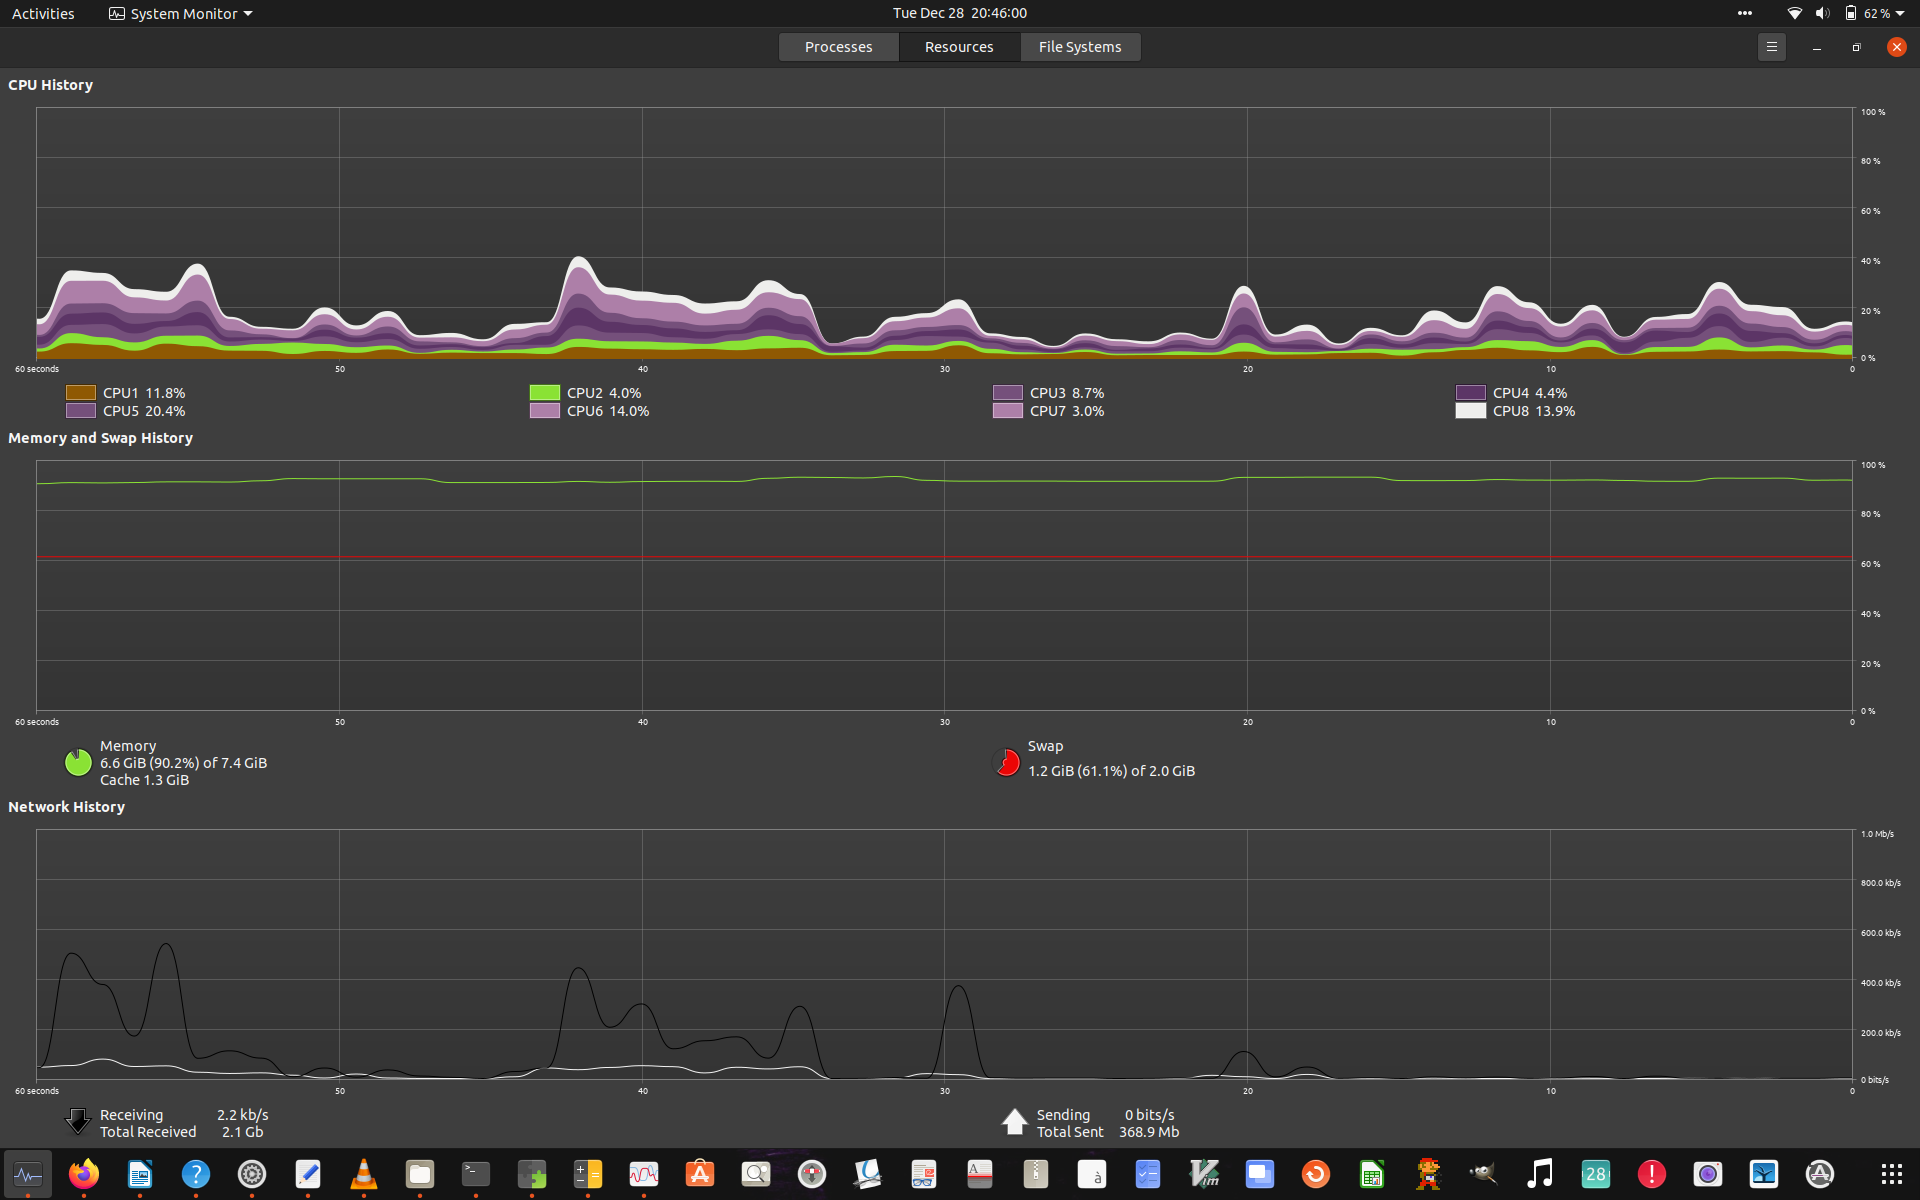 Activities System Monitor Tue Dec 28 20:46:00 62 %
Processes Resources File Systems
CPU History
100 %
80 %
60 %
40 %
20 %
0 %
60 seconds 50 40 30 20 10 0
CPU1 11.8% CPU2 4.0% CPU3 8.7% CPU4 4.4%
CPU5 20.4% CPU6 14.0% CPU7 3.0% CPU8 13.9%
Memory and Swap History
100 %
80 %
60 %
40 %
20 %
0 %
60 seconds 50 40 30 20 10 0
Memory Swap
6.6 GiB (90.2%) of 7.4 GiB 1.2 GiB (61.1%) of 2.0 GiB
Cache 1.3 GiB
Network History
1.0 Mb/s
800.0 kb/s
600.0 kb/s
400.0 kb/s
200.0 kb/s
0 bits/s
60 seconds 50 40 30 20 10 0
Receiving 2.2 kb/s Sending 0 bits/s
Total Received 2.1 Gb Total Sent 368.9 Mb
? >_ A à Vim 28 !